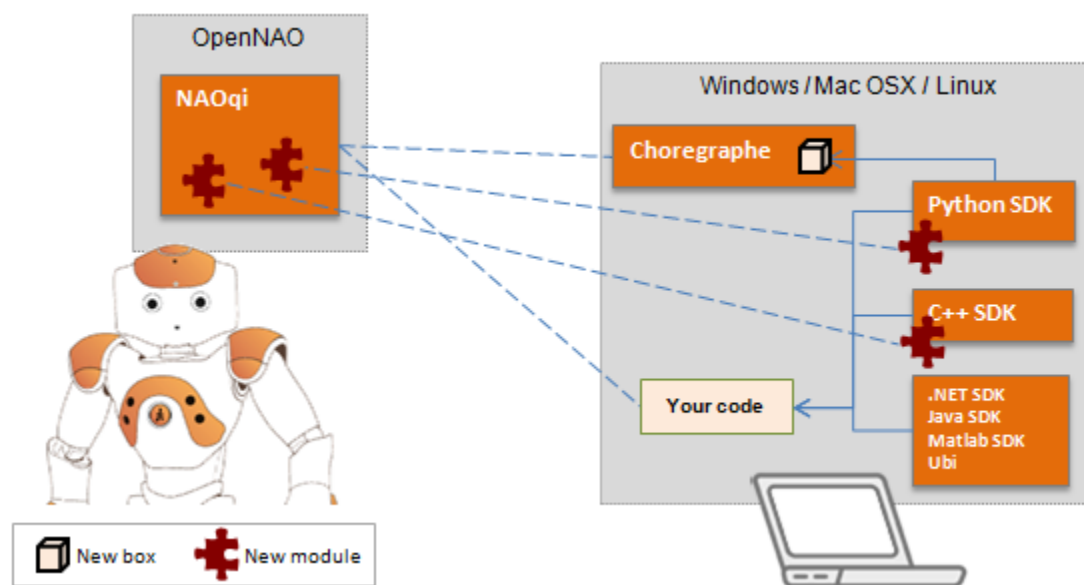 OpenNAO
NAOqi
Windows / Mac OSX / Linux
Choregraphe
Python SDK
C++ SDK
Your code
.NET SDK
Java SDK
Matlab SDK
Ubi
New box
New module